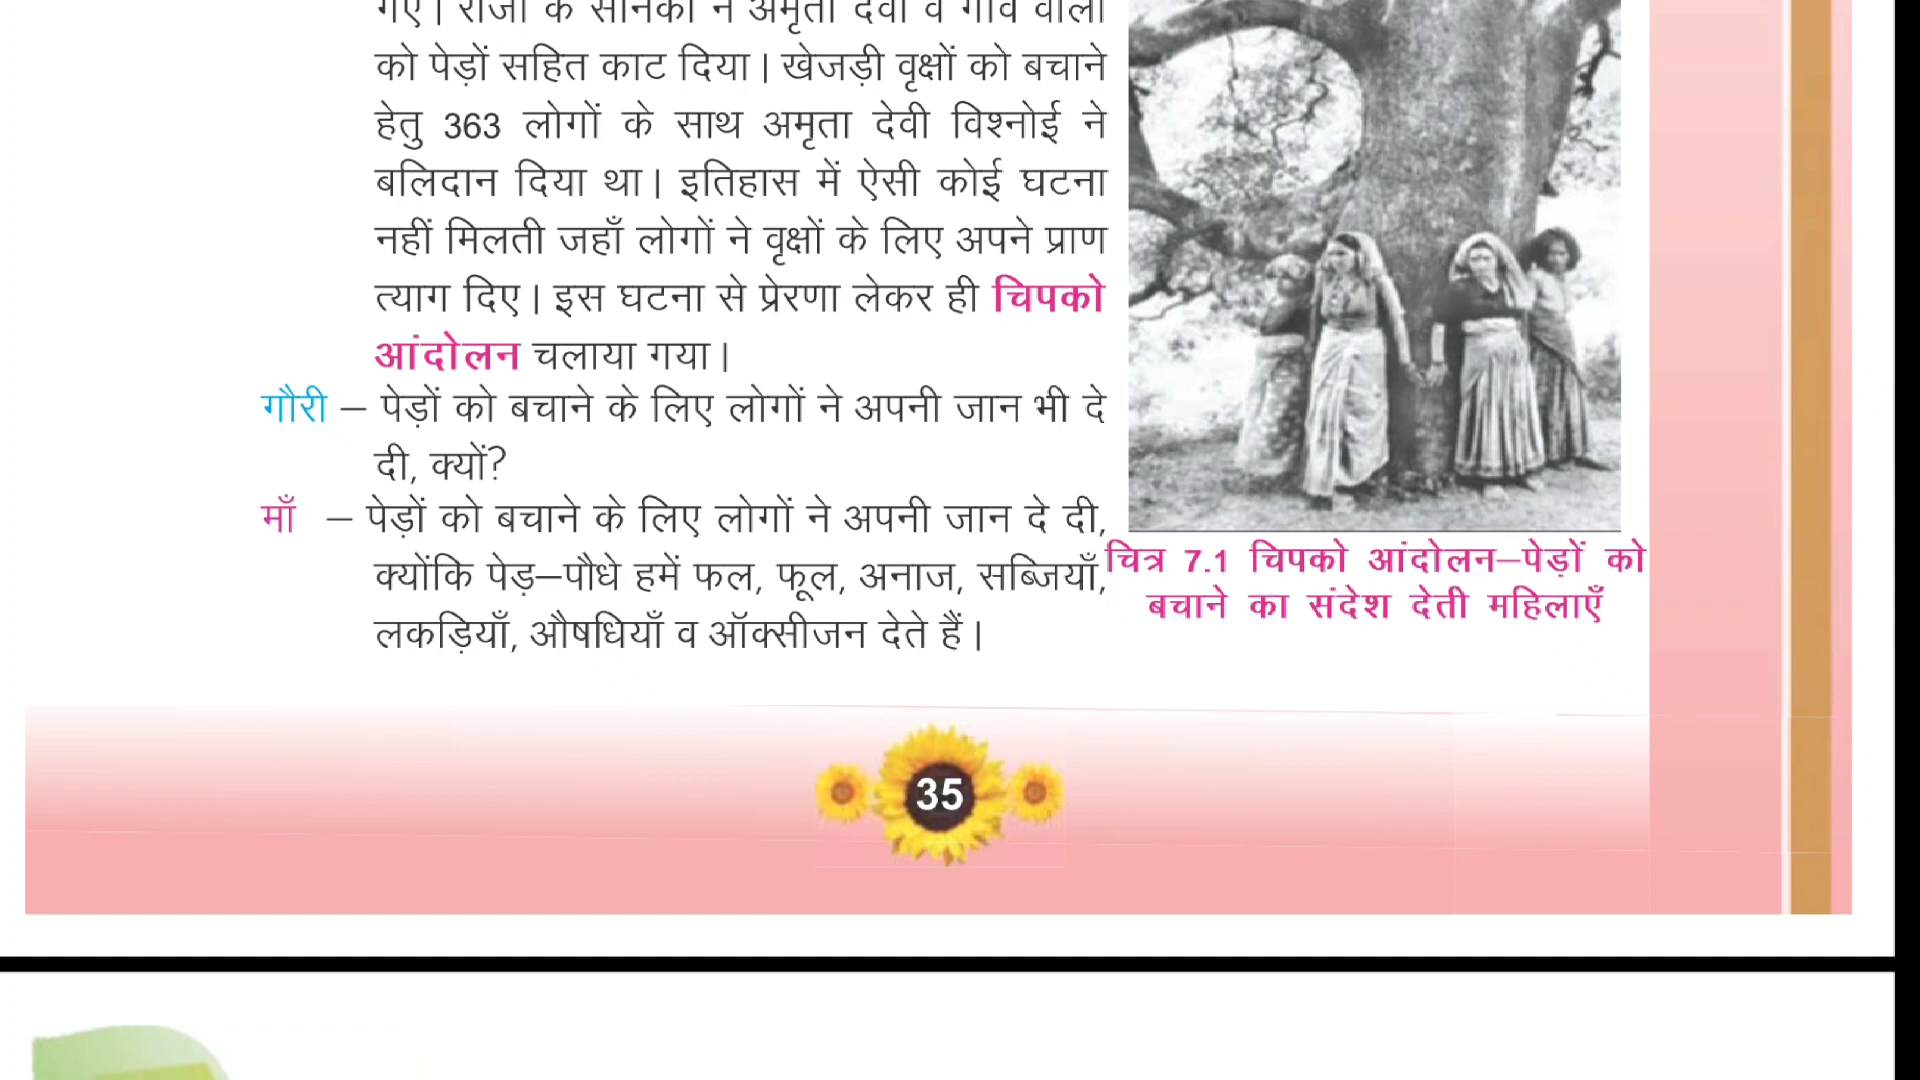 गए। राजा के सैनिकों ने अमृता देवी व गाँव वालों
को पेड़ों सहित काट दिया। खेजड़ी वृक्षों को बचाने
हेतु 363 लोगों के साथ अमृता देवी विश्नोई ने
बलिदान दिया था। इतिहास में ऐसी कोई घटना
नहीं मिलती जहाँ लोगों ने वृक्षों के लिए अपने प्राण
त्याग दिए। इस घटना से प्रेरणा लेकर ही चिपको
आंदोलन चलाया गया।
गौरी – पेड़ों को बचाने के लिए लोगों ने अपनी जान भी दे
दी, क्यों?
माँ – पेड़ों को बचाने के लिए लोगों ने अपनी जान दे दी,
क्योंकि पेड़–पौधे हमें फल, फूल, अनाज, सब्जियाँ,
लकड़ियाँ, औषधियाँ व ऑक्सीजन देते हैं।
चित्र 7.1 चिपको आंदोलन–पेड़ों को
बचाने का संदेश देती महिलाएँ
35